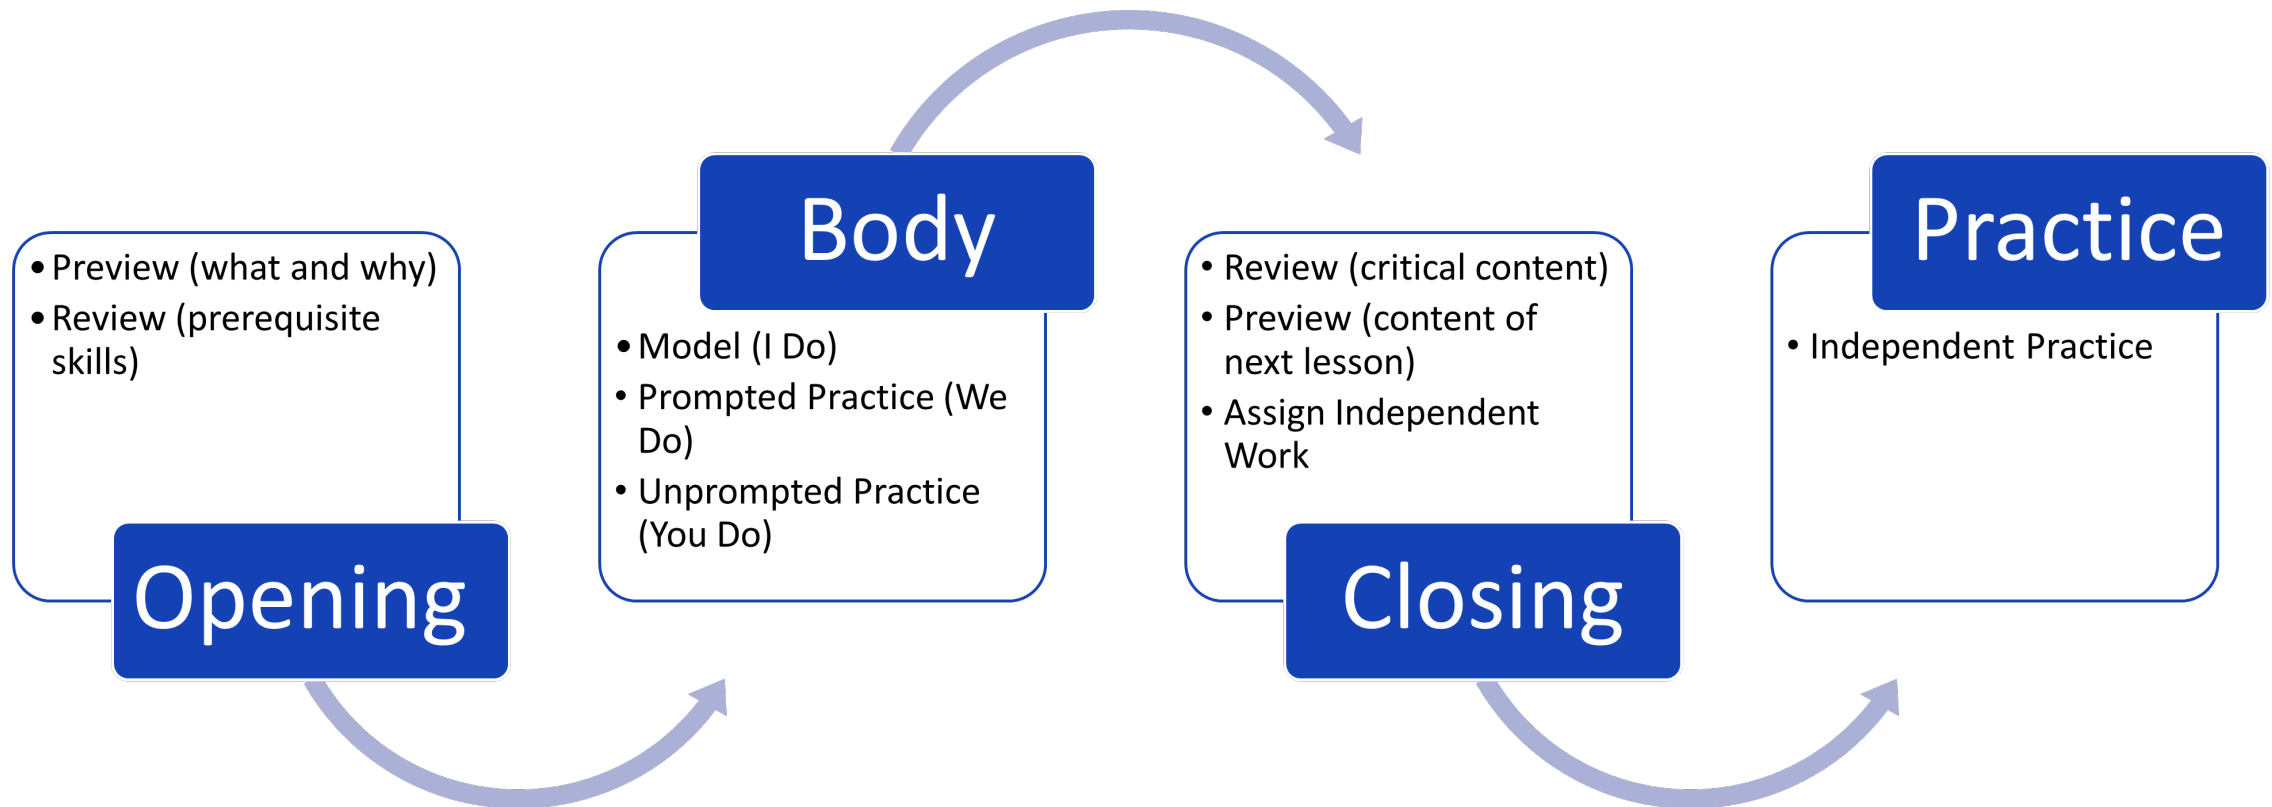 • Preview (what and why)
• Review (prerequisite
skills)
Opening
Body
• Model (I Do)
• Prompted Practice (We
Do)
• Unprompted Practice
(You Do)
• Review (critical content)
• Preview (content of
next lesson)
• Assign Independent
Work
Closing
Practice
• Independent Practice